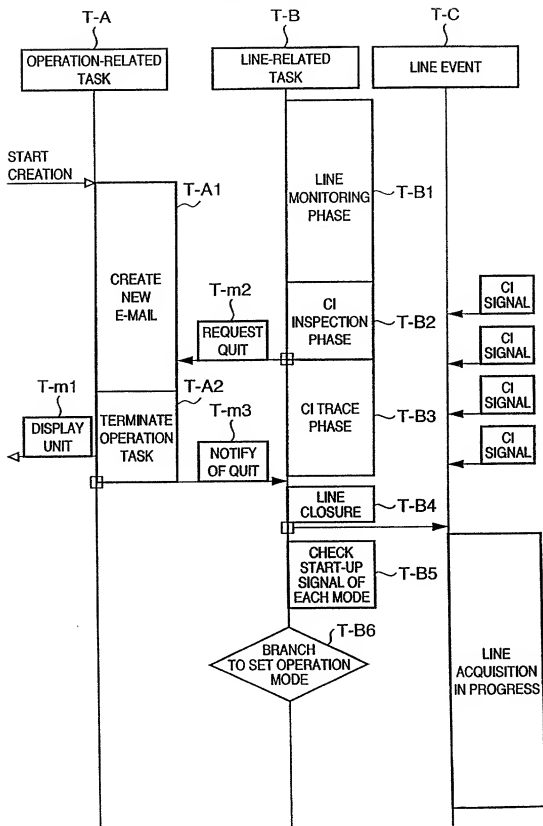 T-A
T-B
T-C
OPERATION-RELATED
TASK
LINE-RELATED
TASK
LINE EVENT
START
CREATION
T-A1
CREATE
NEW
E-MAIL
LINE
MONITORING
PHASE
T-B1
T-m2
REQUEST
QUIT
CI
INSPECTION
PHASE
T-B2
CI
SIGNAL
CI
SIGNAL
T-m1
DISPLAY
UNIT
T-A2
TERMINATE
OPERATION
TASK
T-m3
NOTIFY
OF QUIT
CI TRACE
PHASE
T-B3
CI
SIGNAL
CI
SIGNAL
LINE
CLOSURE
T-B4
CHECK
START-UP
SIGNAL OF
EACH MODE
T-B5
T-B6
BRANCH
TO SET OPERATION
MODE
LINE
ACQUISITION
IN PROGRESS